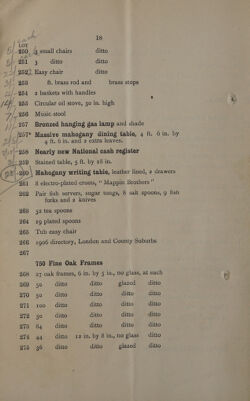 18
LOT
250 3 small chairs ditto
251 3 ditto ditto
252 Easy chair ditto
253 ft. brass rod and brass stops
254 2 baskets with handles
255 Circular oil stove, 30 in. high
256 Music stool
257 Bronzed hanging gas lamp and shade
257* Massive mahogany dining table, 4 ft. 6 in. by
4 ft. 6 in. and 2 extra leaves.
258 Nearly new National cash register
259 Stained table, 5 ft. by 18 in.
260 Mahogany writing table, leather lined, 2 drawers
261 8 electro-plated cruets, "Mappin Brothers"
262 Pair fish servers, sugar tongs, 8 salt spoons, 9 fish
forks and 2 knives
263 32 tea spoons
264 19 plated spoons
265 Tub easy chair
266 1906 directory, London and County Suburbs
267
750 Fine Oak Frames
268 27 oak frames, 6 in. by 5 in., no glass, at each
269 50 ditto ditto glazed ditto
270 50 ditto ditto ditto ditto
271 100 ditto ditto ditto ditto
272 30 ditto ditto ditto ditto
273 64 ditto ditto ditto ditto
274 44 ditto 12 in. by 8 in., no glass ditto
275 36 ditto ditto glazed ditto